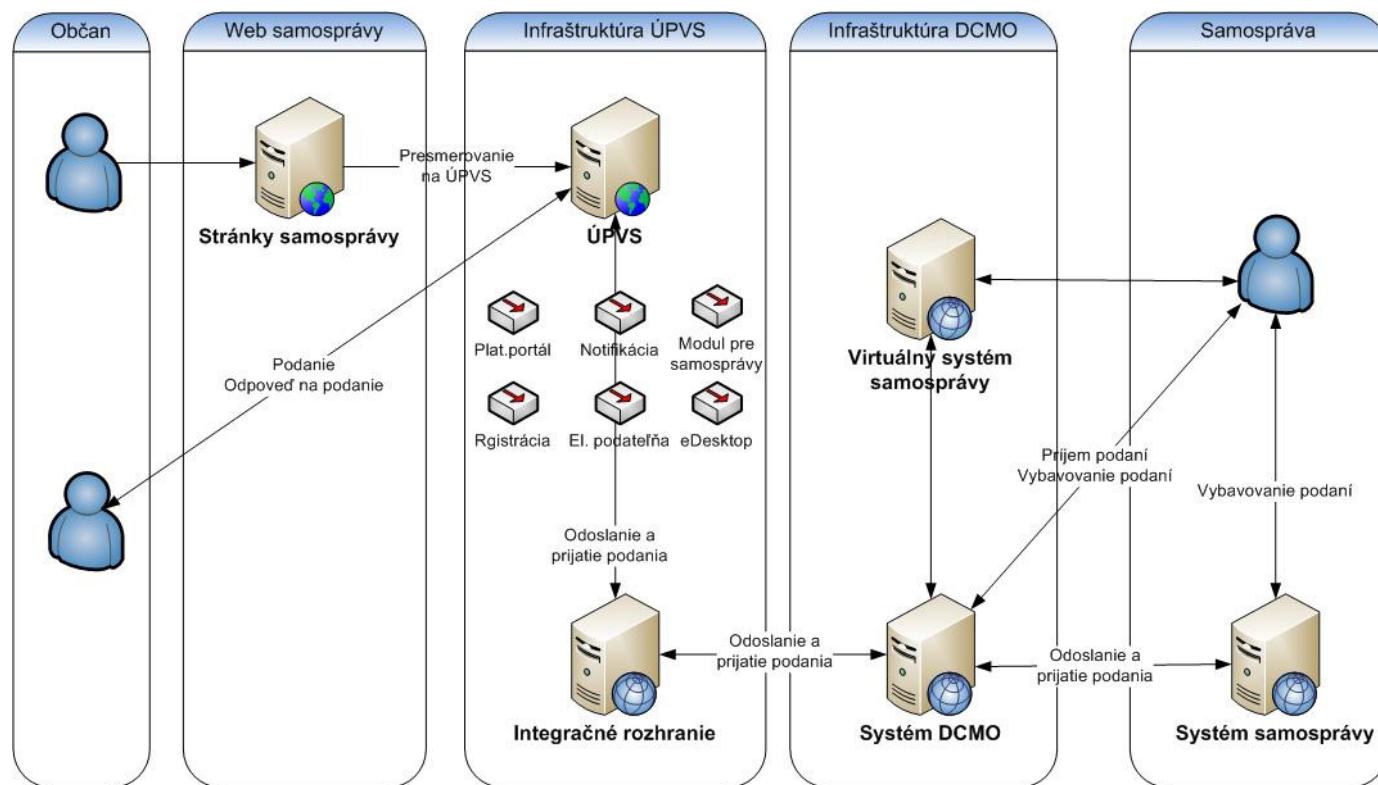 Občan
Web samosprávy
Infraštruktúra ÚPVS
Infraštruktúra DCMO
Samospráva
Presmerovanie
na ÚPVS
Stránky samosprávy
ÚPVS
Plat.portál
Notifikácia
Modul pre
samosprávy
Rgistrácia
El. podateľňa
eDesktop
Podanie
Odpoveď na podanie
Virtuálny systém
samosprávy
Príjem podaní
Vybavovanie podaní
Vybavovanie podaní
Odoslanie a
prijatie podania
Odoslanie a
prijatie podania
Odoslanie a
prijatie podania
Integračné rozhranie
Systém DCMO
Systém samosprávy